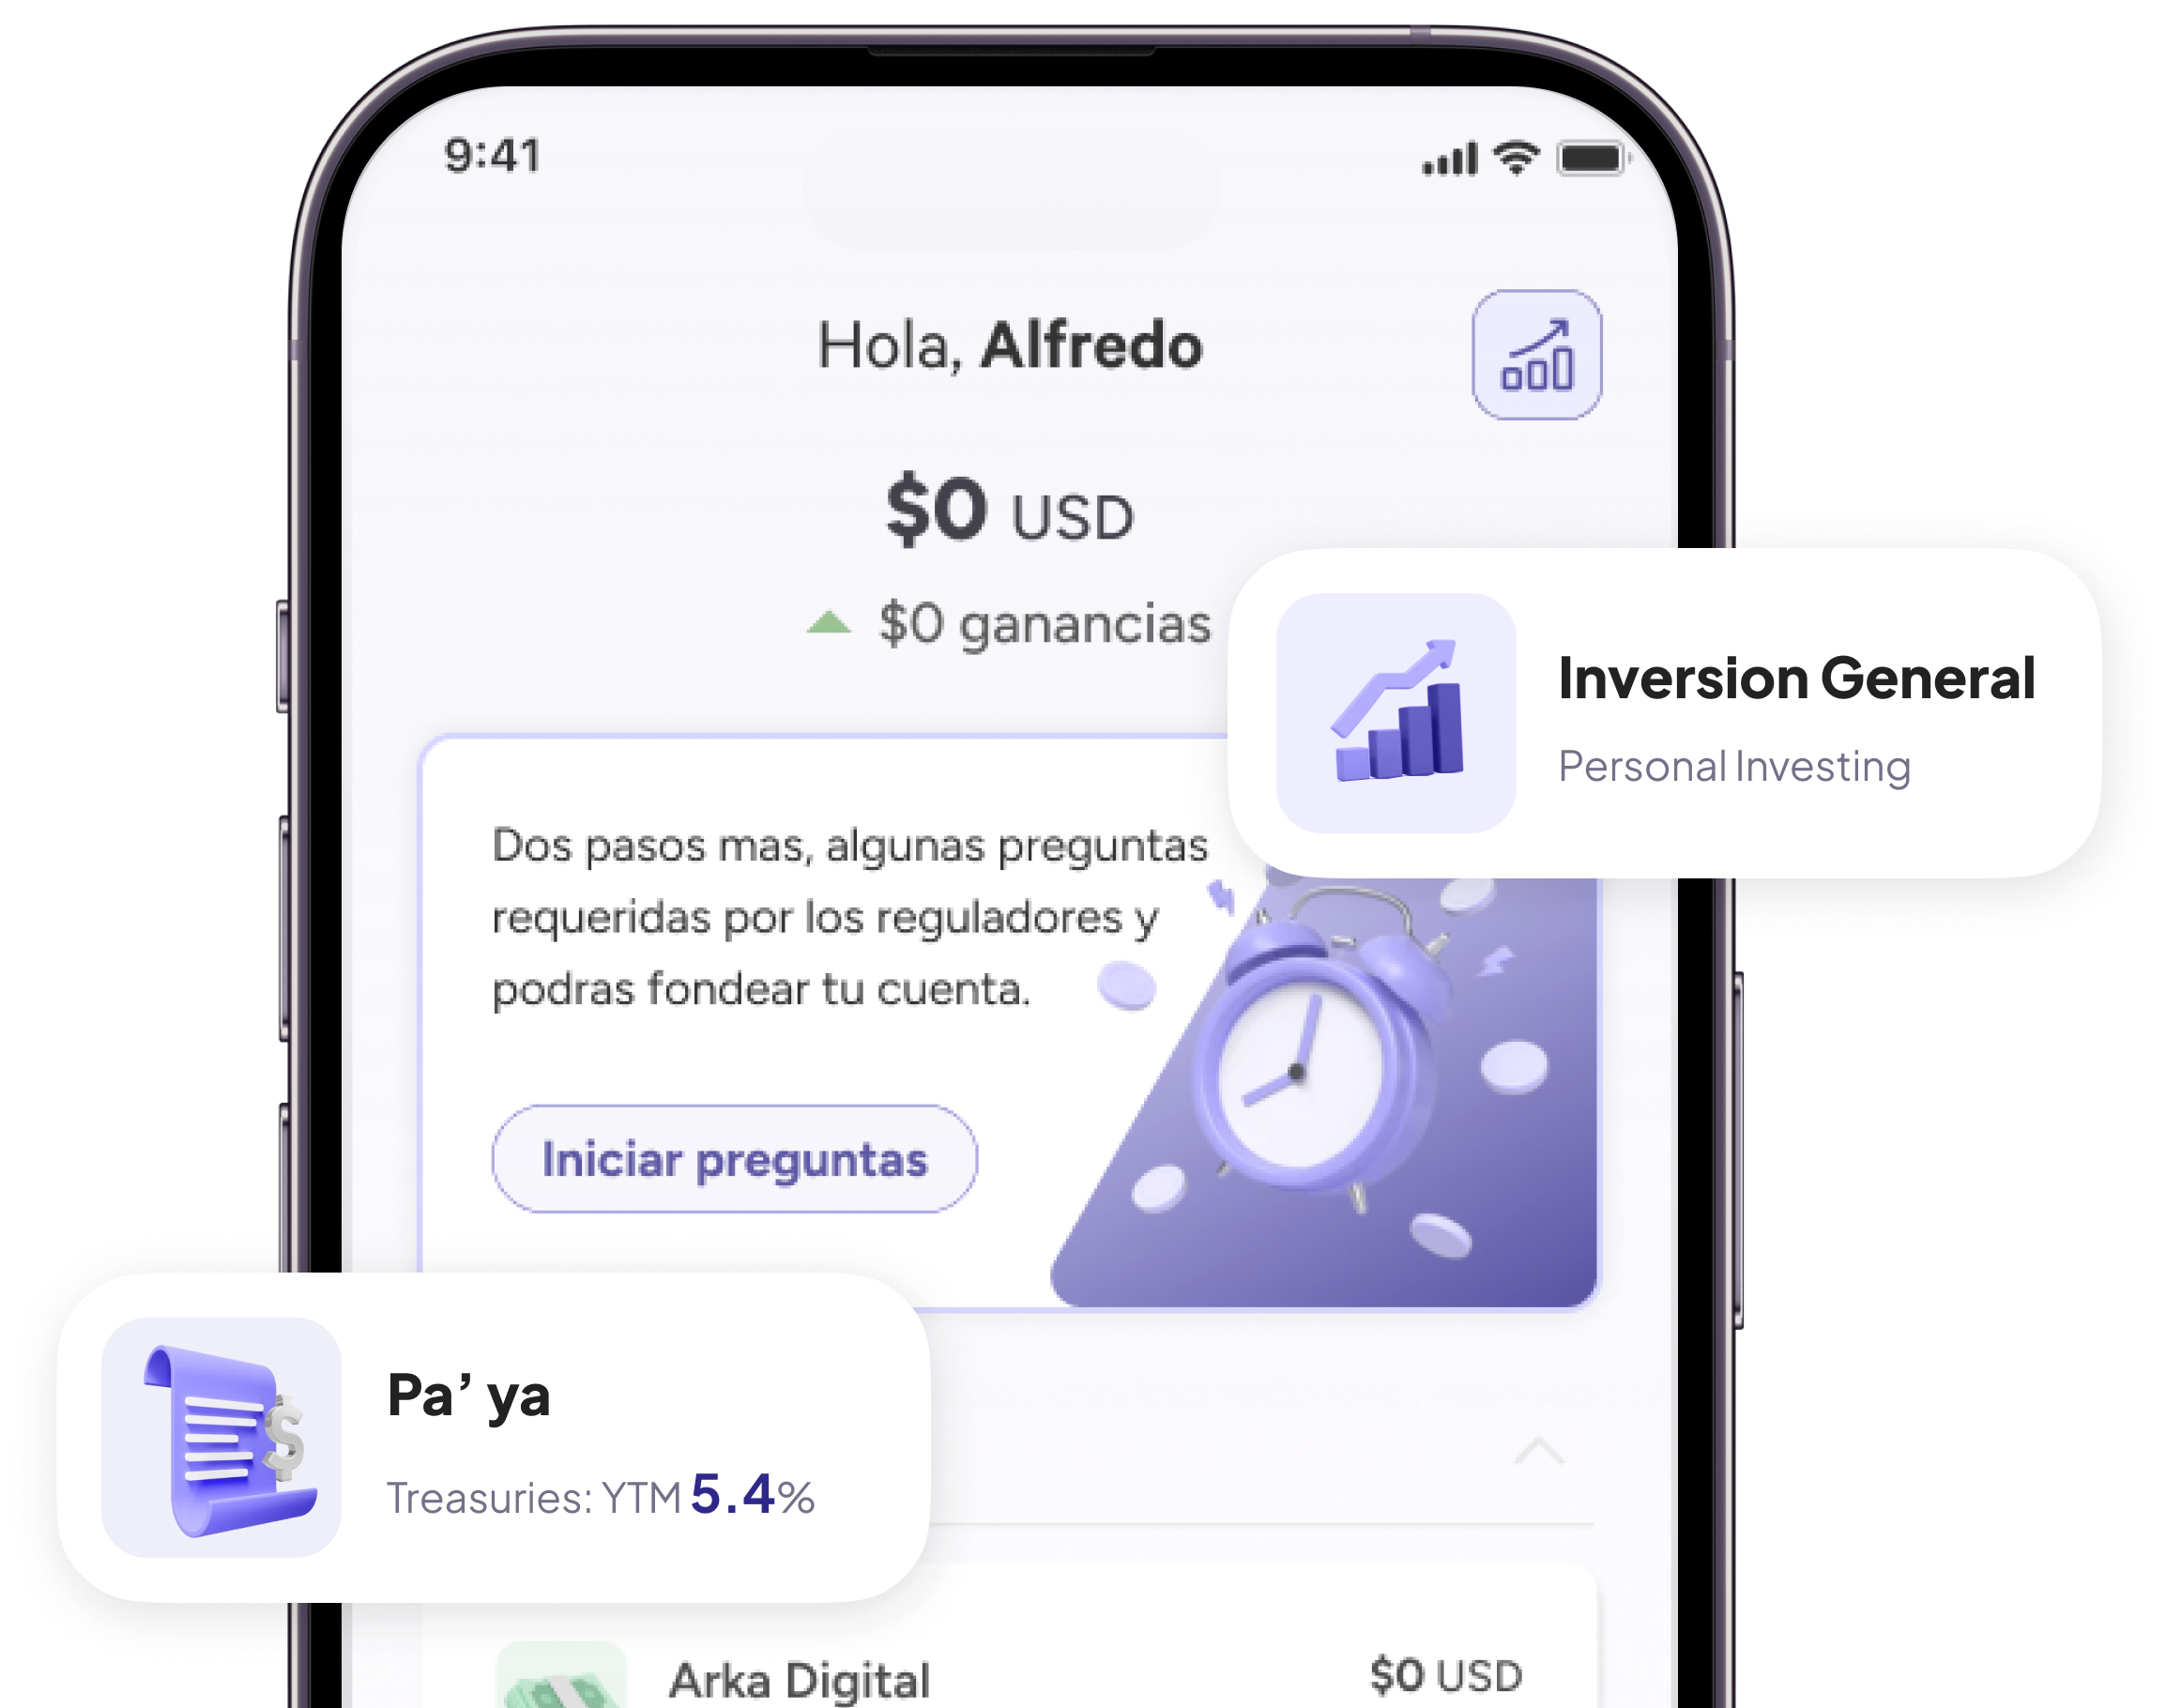 9:41
Hola, Alfredo
$0 USD
$0 ganancias
Inversion General
Personal Investing
Dos pasos mas, algunas preguntas
requeridas por los reguladores y
podras fondear tu cuenta.
Iniciar preguntas
Pa’ ya
Treasuries: YTM 5.4%
Arka Digital
$0 USD